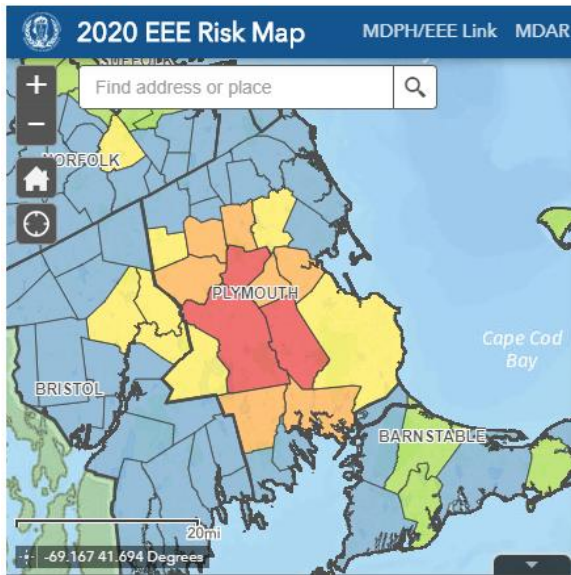 2020 EEE Risk Map MDPH/EEE Link MDAR
SUFFOLK
+
Find address or place
−
NORFOLK
PLYMOUTH
Cape Cod
Bay
BRISTOL
BARNSTABLE
20mi
-69.167 41.694 Degrees